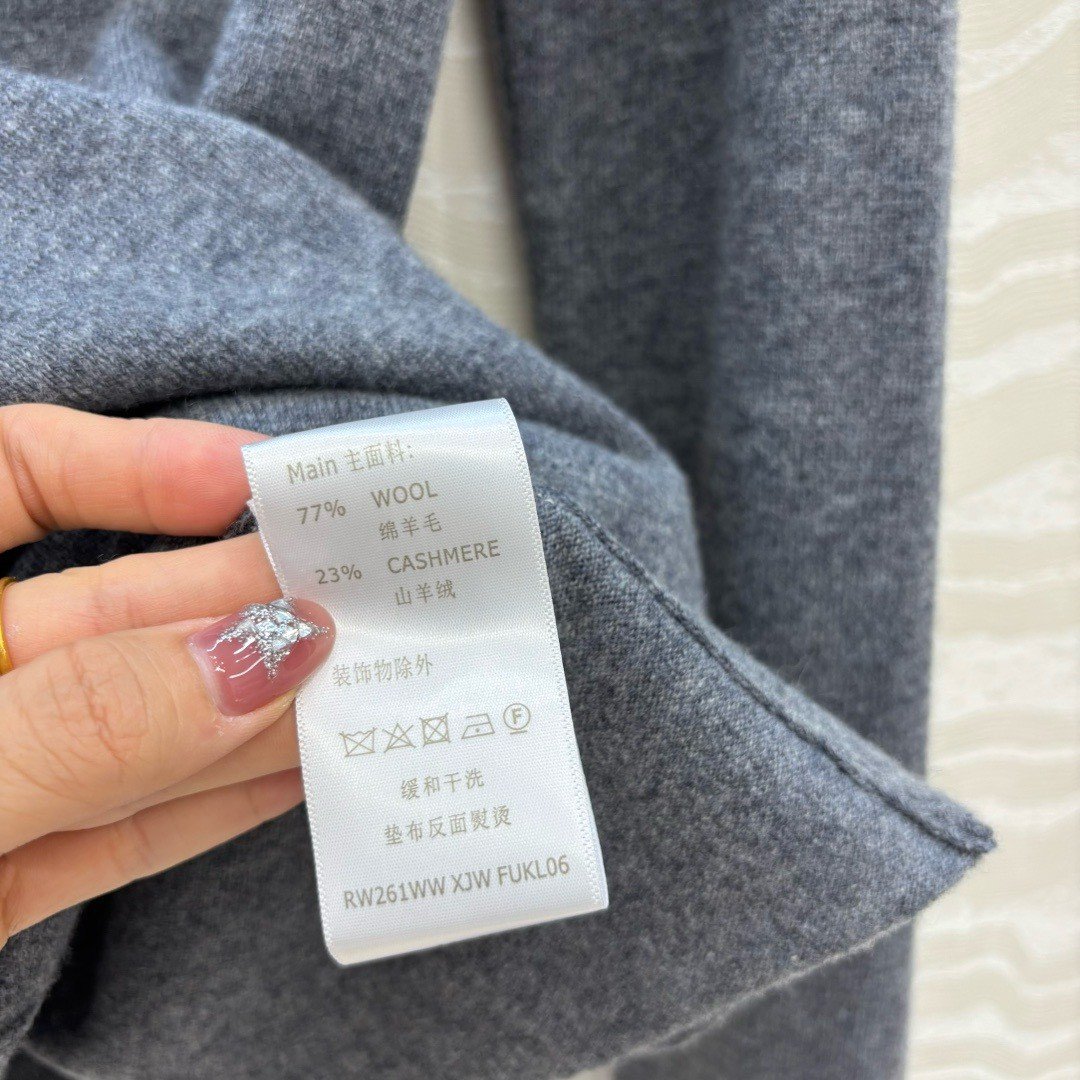 Main 主面料:
77% WOOL
绵羊毛
23% CASHMERE
山羊绒
装饰物除外
F
缓和干洗
垫布反面熨烫
RW261WW XJW FUKL06